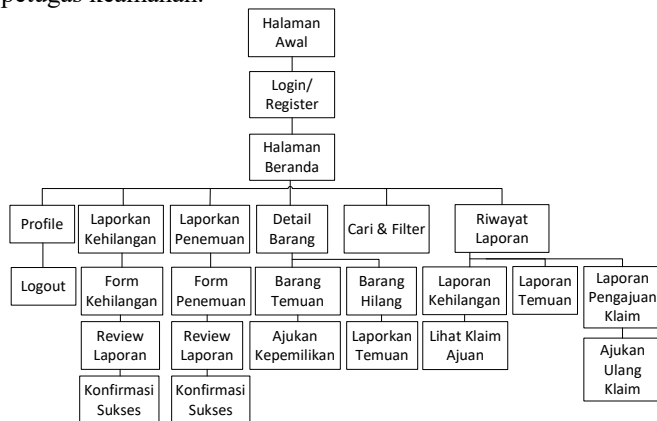 petugas keamanan.
Halaman
Awal
Login/
Register
Halaman
Beranda
Profile
Laporkan
Kehilangan
Laporkan
Penemuan
Detail
Barang
Cari & Filter
Riwayat
Laporan
Logout
Form
Kehilangan
Form
Penemuan
Barang
Temuan
Barang
Hilang
Laporan
Kehilangan
Laporan
Temuan
Laporan
Pengajuan
Klaim
Review
Laporan
Review
Laporan
Ajukan
Kepemilikan
Laporkan
Temuan
Lihat Klaim
Ajuan
Ajukan
Ulang
Klaim
Konfirmasi
Sukses
Konfirmasi
Sukses